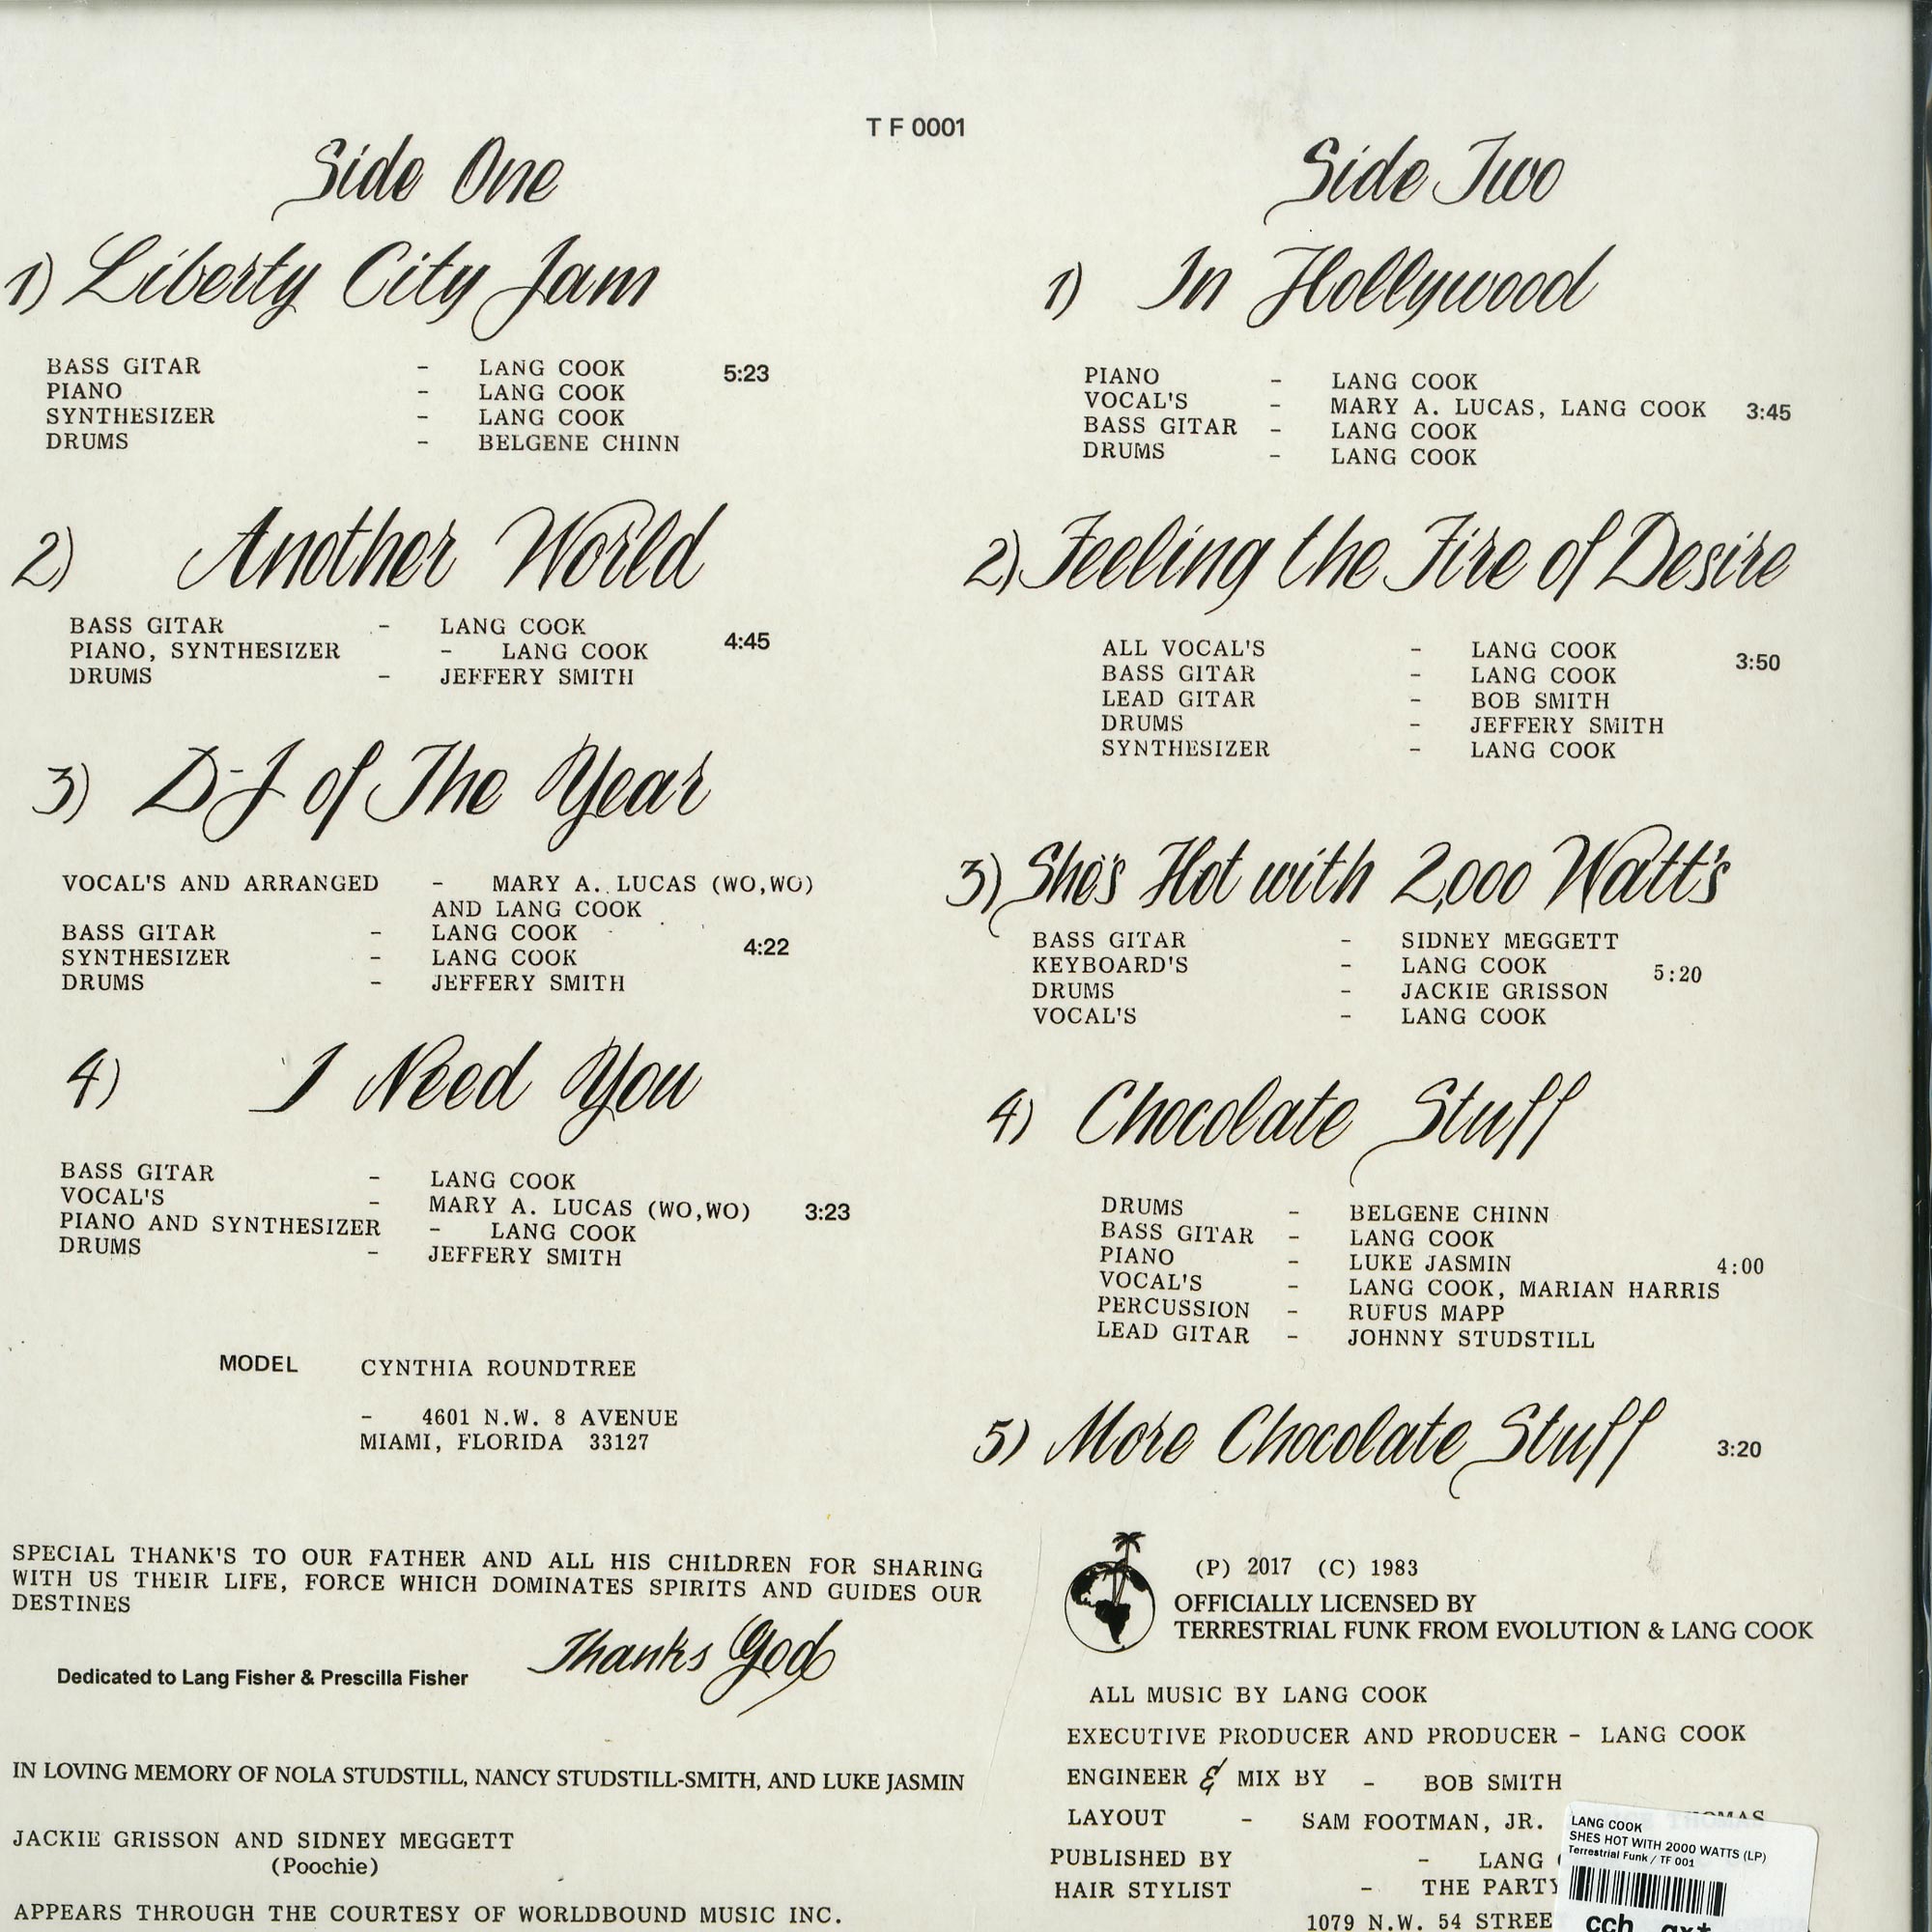 T F 0001
Side One
1) Liberty City Jam
BASS GITAR - LANG COOK 5:23
PIANO - LANG COOK
SYNTHESIZER - LANG COOK
DRUMS - BELGENE CHINN
2) Another World
BASS GITAR - LANG COOK
PIANO, SYNTHESIZER - LANG COOK 4:45
DRUMS - JEFFERY SMITH
3) D-J of The Year
VOCAL'S AND ARRANGED - MARY A. LUCAS (WO,WO)
AND LANG COOK
BASS GITAR - LANG COOK 4:22
SYNTHESIZER - LANG COOK
DRUMS - JEFFERY SMITH
4) I Need You
BASS GITAR - LANG COOK
VOCAL'S - MARY A. LUCAS (WO,WO) 3:23
PIANO AND SYNTHESIZER - LANG COOK
DRUMS - JEFFERY SMITH
MODEL CYNTHIA ROUNDTREE
- 4601 N.W. 8 AVENUE
MIAMI, FLORIDA 33127
SPECIAL THANK'S TO OUR FATHER AND ALL HIS CHILDREN FOR SHARING
WITH US THEIR LIFE, FORCE WHICH DOMINATES SPIRITS AND GUIDES OUR
DESTINES
Thanks God
Dedicated to Lang Fisher & Prescilla Fisher
IN LOVING MEMORY OF NOLA STUDSTILL, NANCY STUDSTILL-SMITH, AND LUKE JASMIN
JACKIE GRISSON AND SIDNEY MEGGETT
(Poochie)
APPEARS THROUGH THE COURTESY OF WORLDBOUND MUSIC INC.
Side Two
1) In Hollywood
PIANO - LANG COOK
VOCAL'S - MARY A. LUCAS, LANG COOK 3:45
BASS GITAR - LANG COOK
DRUMS - LANG COOK
2) Feeling the Fire of Desire
ALL VOCAL'S - LANG COOK 3:50
BASS GITAR - LANG COOK
LEAD GITAR - BOB SMITH
DRUMS - JEFFERY SMITH
SYNTHESIZER - LANG COOK
3) She's Hot with 2,000 Watt's
BASS GITAR - SIDNEY MEGGETT
KEYBOARD'S - LANG COOK 5:20
DRUMS - JACKIE GRISSON
VOCAL'S - LANG COOK
4) Chocolate Stuff
DRUMS - BELGENE CHINN
BASS GITAR - LANG COOK
PIANO - LUKE JASMIN 4:00
VOCAL'S - LANG COOK, MARIAN HARRIS
PERCUSSION - RUFUS MAPP
LEAD GITAR - JOHNNY STUDSTILL
5) More Chocolate Stuff 3:20
(P) 2017 (C) 1983
OFFICIALLY LICENSED BY
TERRESTRIAL FUNK FROM EVOLUTION & LANG COOK
ALL MUSIC BY LANG COOK
EXECUTIVE PRODUCER AND PRODUCER - LANG COOK
ENGINEER & MIX BY - BOB SMITH
LAYOUT - SAM FOOTMAN, JR. THOMAS
PUBLISHED BY - LANG
HAIR STYLIST - THE PARTY
1079 N.W. 54 STREE
LANG COOK
SHES HOT WITH 2000 WATTS (LP)
Terrestrial Funk / TF 001